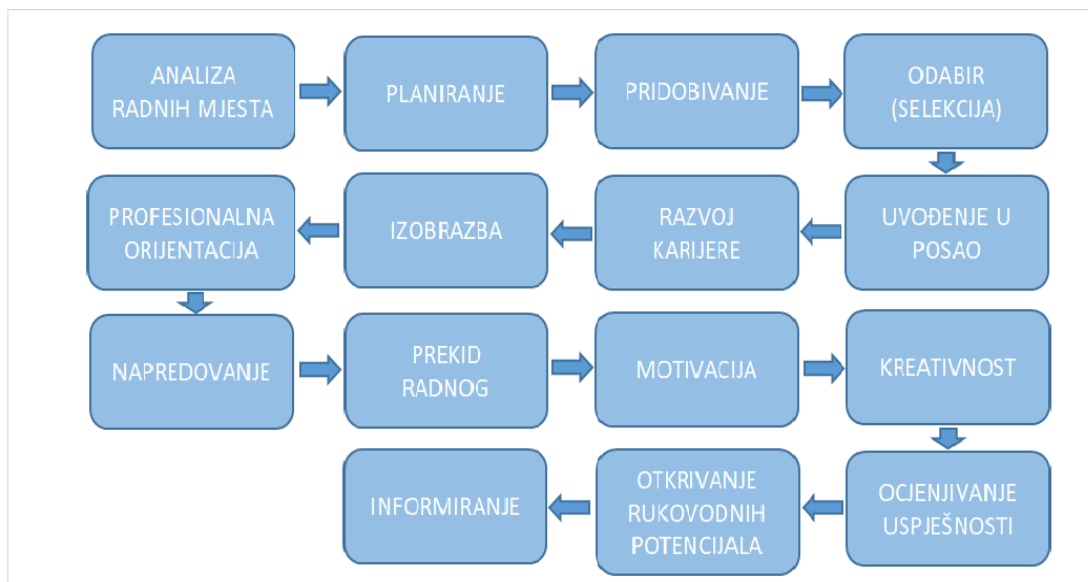 ANALIZA
RADNIH MJESTA
PLANIRANJE
PRIDOBIVANJE
ODABIR
(SELEKCIJA)
UVOĐENJE U
POSAO
RAZVOJ
KARIJERE
IZOBRAZBA
PROFESIONALNA
ORIJENTACIJA
NAPREDOVANJE
PREKID
RADNOG
MOTIVACIJA
KREATIVNOST
OCJENJIVANJE
USPJEŠNOSTI
OTKRIVANJE
RUKOVODNIH
POTENCIJALA
INFORMIRANJE